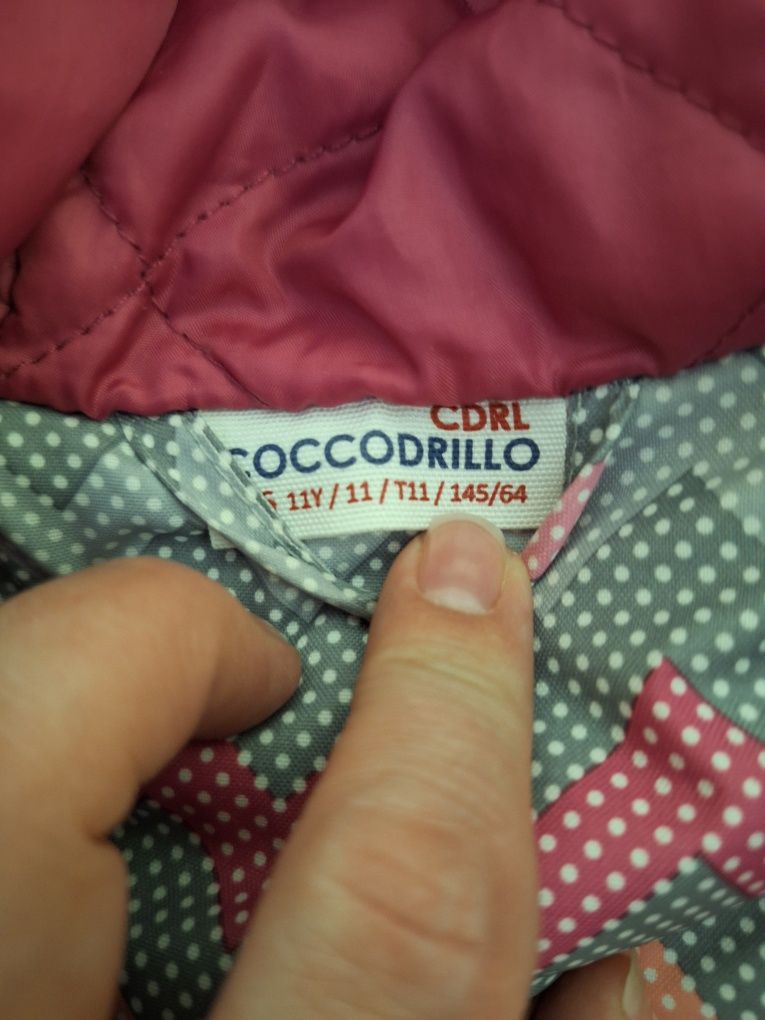 CDRL
COCCODRILLO
11Y / 11 / T11 / 145/64